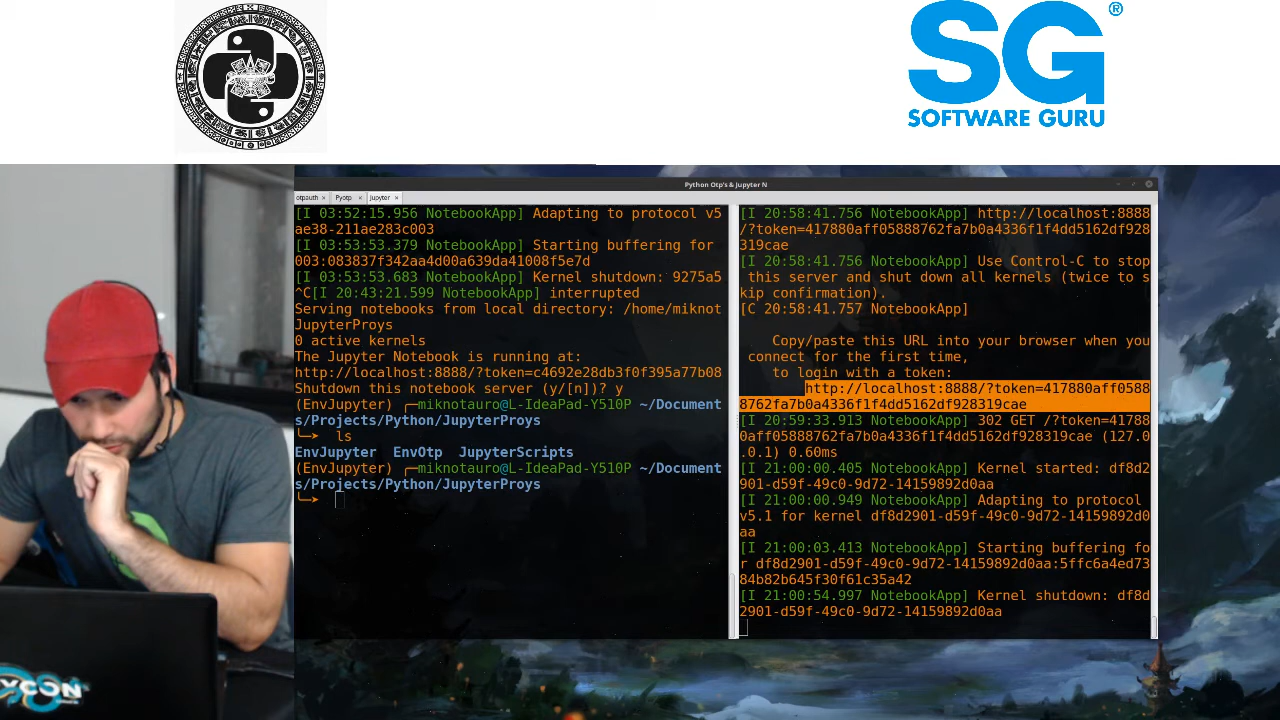 SG®
SOFTWARE GURU
Python Otp's & Jupyter N
otpauth × Pyotp × Jupyter ×
[I 03:52:15.956 NotebookApp] Adapting to protocol v5
ae38-211ae283c003
[I 03:53:53.379 NotebookApp] Starting buffering for
003:083837f342aa4d00a639da41008f5e7d
[I 03:53:53.683 NotebookApp] Kernel shutdown: 9275a5
^C[I 20:43:21.599 NotebookApp] interrupted
Serving notebooks from local directory: /home/miknot
JupyterProys
0 active kernels
The Jupyter Notebook is running at:
http://localhost:8888/?token=c4692e28db3f0f395a77b08
Shutdown this notebook server (y/[n])? y
(EnvJupyter) ╭─miknotauro@L-IdeaPad-Y510P ~/Document
s/Projects/Python/JupyterProys
╰─➤ ls
EnvJupyter EnvOtp JupyterScripts
(EnvJupyter) ╭─miknotauro@L-IdeaPad-Y510P ~/Document
s/Projects/Python/JupyterProys
╰─➤
[I 20:58:41.756 NotebookApp] http://localhost:8888
/?token=417880aff05888762fa7b0a4336f1f4dd5162df928
319cae
[I 20:58:41.756 NotebookApp] Use Control-C to stop
this server and shut down all kernels (twice to s
kip confirmation).
[C 20:58:41.757 NotebookApp]
Copy/paste this URL into your browser when you
connect for the first time,
to login with a token:
http://localhost:8888/?token=417880aff0588
8762fa7b0a4336f1f4dd5162df928319cae
[I 20:59:33.913 NotebookApp] 302 GET /?token=41788
0aff05888762fa7b0a4336f1f4dd5162df928319cae (127.0
.0.1) 0.60ms
[I 21:00:00.405 NotebookApp] Kernel started: df8d2
901-d59f-49c0-9d72-14159892d0aa
[I 21:00:00.949 NotebookApp] Adapting to protocol
v5.1 for kernel df8d2901-d59f-49c0-9d72-14159892d0
aa
[I 21:00:03.413 NotebookApp] Starting buffering fo
r df8d2901-d59f-49c0-9d72-14159892d0aa:5ffc6a4ed73
84b82b645f30f61c35a42
[I 21:00:54.997 NotebookApp] Kernel shutdown: df8d
2901-d59f-49c0-9d72-14159892d0aa
YCON